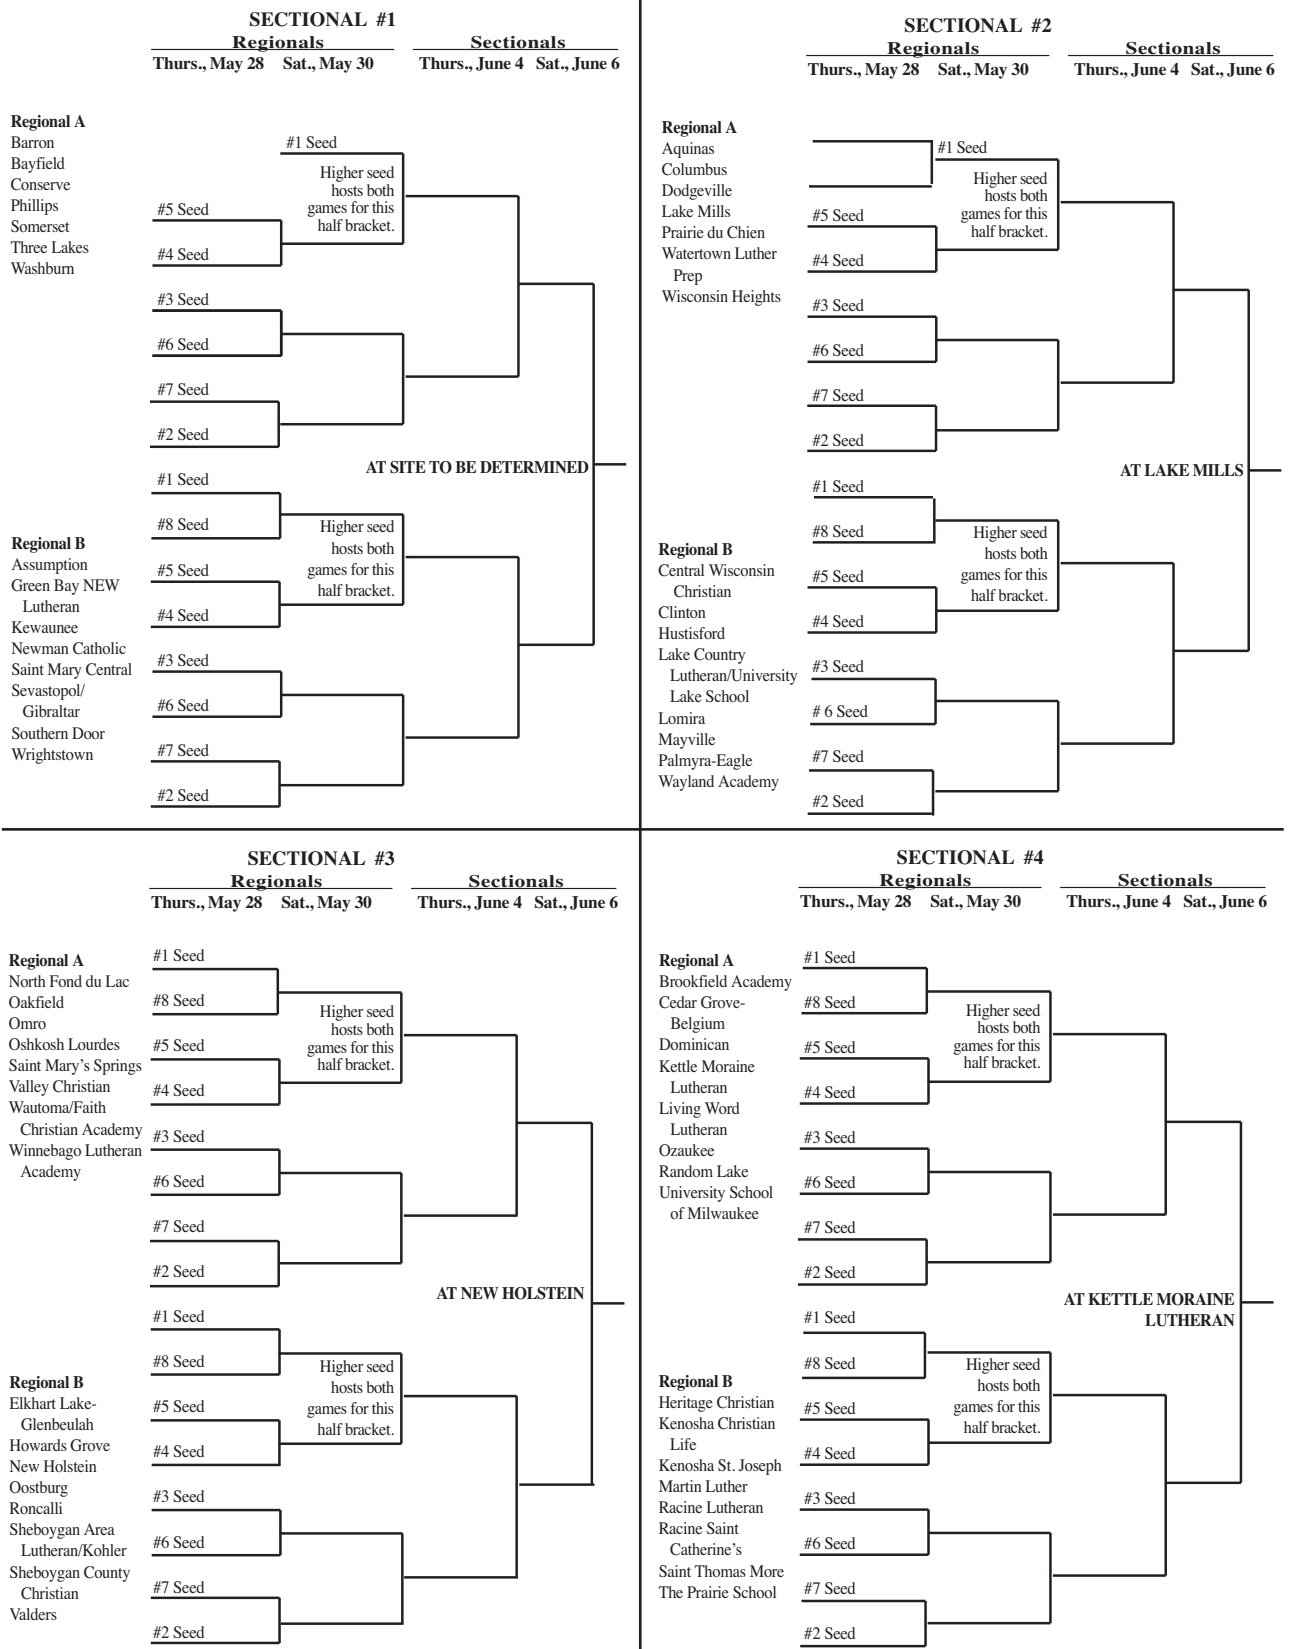 SECTIONAL #1
Regionals Sectionals
Thurs., May 28 Sat., May 30 Thurs., June 4 Sat., June 6
Regional A
Barron
Bayfield
Conserve
Phillips
Somerset
Three Lakes
Washburn
#1 Seed
Higher seed
hosts both
games for this
half bracket.
#5 Seed
#4 Seed
#3 Seed
#6 Seed
#7 Seed
#2 Seed
AT SITE TO BE DETERMINED
Regional B
Assumption
Green Bay NEW
Lutheran
Kewaunee
Newman Catholic
Saint Mary Central
Sevastopol/
Gibraltar
Southern Door
Wrightstown
#1 Seed
#8 Seed
Higher seed
hosts both
games for this
half bracket.
#5 Seed
#4 Seed
#3 Seed
#6 Seed
#7 Seed
#2 Seed
SECTIONAL #2
Regionals Sectionals
Thurs., May 28 Sat., May 30 Thurs., June 4 Sat., June 6
Regional A
Aquinas
Columbus
Dodgeville
Lake Mills
Prairie du Chien
Watertown Luther
Prep
Wisconsin Heights
#1 Seed
Higher seed
hosts both
games for this
half bracket.
#5 Seed
#4 Seed
#3 Seed
#6 Seed
#7 Seed
#2 Seed
AT LAKE MILLS
Regional B
Central Wisconsin
Christian
Clinton
Hustisford
Lake Country
Lutheran/University
Lake School
Lomira
Mayville
Palmyra-Eagle
Wayland Academy
#1 Seed
#8 Seed
Higher seed
hosts both
games for this
half bracket.
#5 Seed
#4 Seed
#3 Seed
# 6 Seed
#7 Seed
#2 Seed
SECTIONAL #3
Regionals Sectionals
Thurs., May 28 Sat., May 30 Thurs., June 4 Sat., June 6
Regional A
North Fond du Lac
Oakfield
Omro
Oshkosh Lourdes
Saint Mary's Springs
Valley Christian
Wautoma/Faith
Christian Academy
Winnebago Lutheran
Academy
#1 Seed
#8 Seed
Higher seed
hosts both
games for this
half bracket.
#5 Seed
#4 Seed
#3 Seed
#6 Seed
#7 Seed
#2 Seed
AT NEW HOLSTEIN
Regional B
Elkhart Lake-
Glenbeulah
Howards Grove
New Holstein
Oostburg
Roncalli
Sheboygan Area
Lutheran/Kohler
Sheboygan County
Christian
Valders
#1 Seed
#8 Seed
Higher seed
hosts both
games for this
half bracket.
#5 Seed
#4 Seed
#3 Seed
#6 Seed
#7 Seed
#2 Seed
SECTIONAL #4
Regionals Sectionals
Thurs., May 28 Sat., May 30 Thurs., June 4 Sat., June 6
Regional A
Brookfield Academy
Cedar Grove-
Belgium
Dominican
Kettle Moraine
Lutheran
Living Word
Lutheran
Ozaukee
Random Lake
University School
of Milwaukee
#1 Seed
#8 Seed
Higher seed
hosts both
games for this
half bracket.
#5 Seed
#4 Seed
#3 Seed
#6 Seed
#7 Seed
#2 Seed
AT KETTLE MORAINE
LUTHERAN
Regional B
Heritage Christian
Kenosha Christian
Life
Kenosha St. Joseph
Martin Luther
Racine Lutheran
Racine Saint
Catherine's
Saint Thomas More
The Prairie School
#1 Seed
#8 Seed
Higher seed
hosts both
games for this
half bracket.
#5 Seed
#4 Seed
#3 Seed
#6 Seed
#7 Seed
#2 Seed